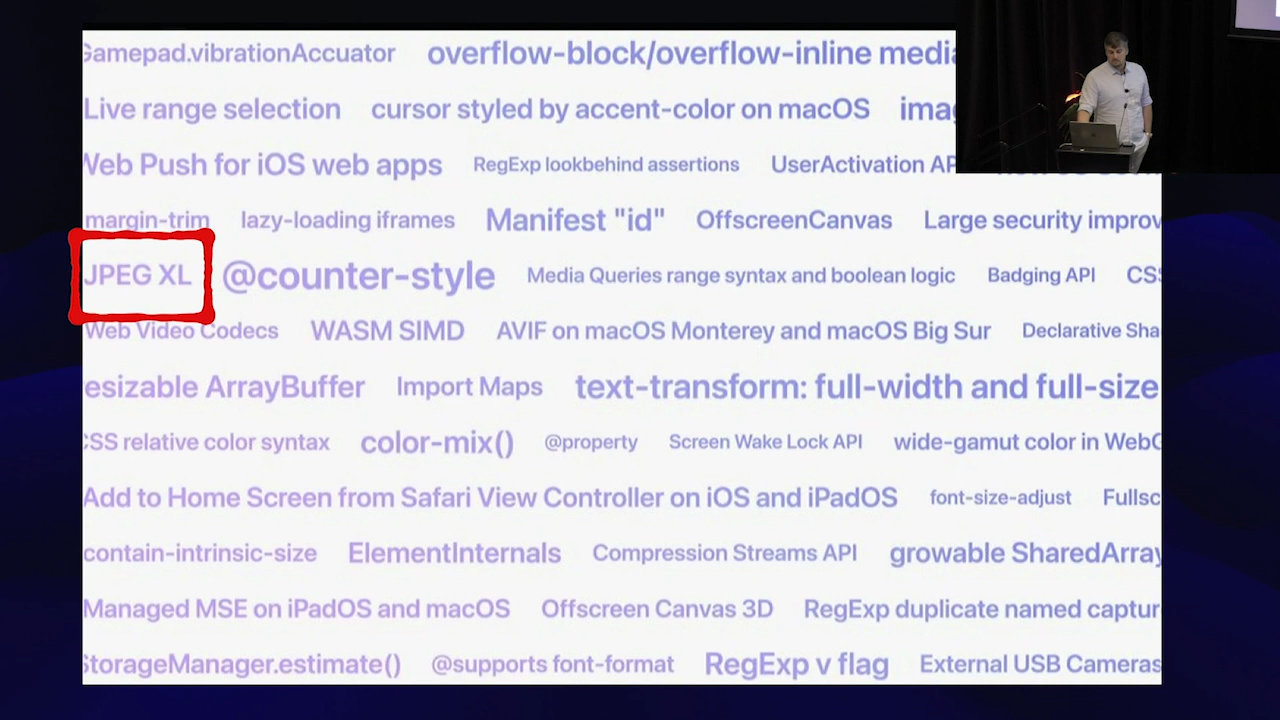 Gamepad.vibrationAccuator overflow-block/overflow-inline media
Live range selection cursor styled by accent-color on macOS
Web Push for iOS web apps RegExp lookbehind assertions UserActivation
margin-trim lazy-loading iframes Manifest "id" OffscreenCanvas Large security improv
JPEG XL @counter-style Media Queries range syntax and boolean logic Badging API CSS
Web Video Codecs WASM SIMD AVIF on macOS Monterey and macOS Big Sur Declarative Sha
esizable ArrayBuffer Import Maps text-transform: full-width and full-size
CSS relative color syntax color-mix() @property Screen Wake Lock API wide-gamut color in WebG
Add to Home Screen from Safari View Controller on iOS and iPadOS font-size-adjust Fullsc
contain-intrinsic-size ElementInternals Compression Streams API growable SharedArray
Managed MSE on iPadOS and macOS Offscreen Canvas 3D RegExp duplicate named captur
StorageManager.estimate() @supports font-format RegExp v flag External USB Cameras